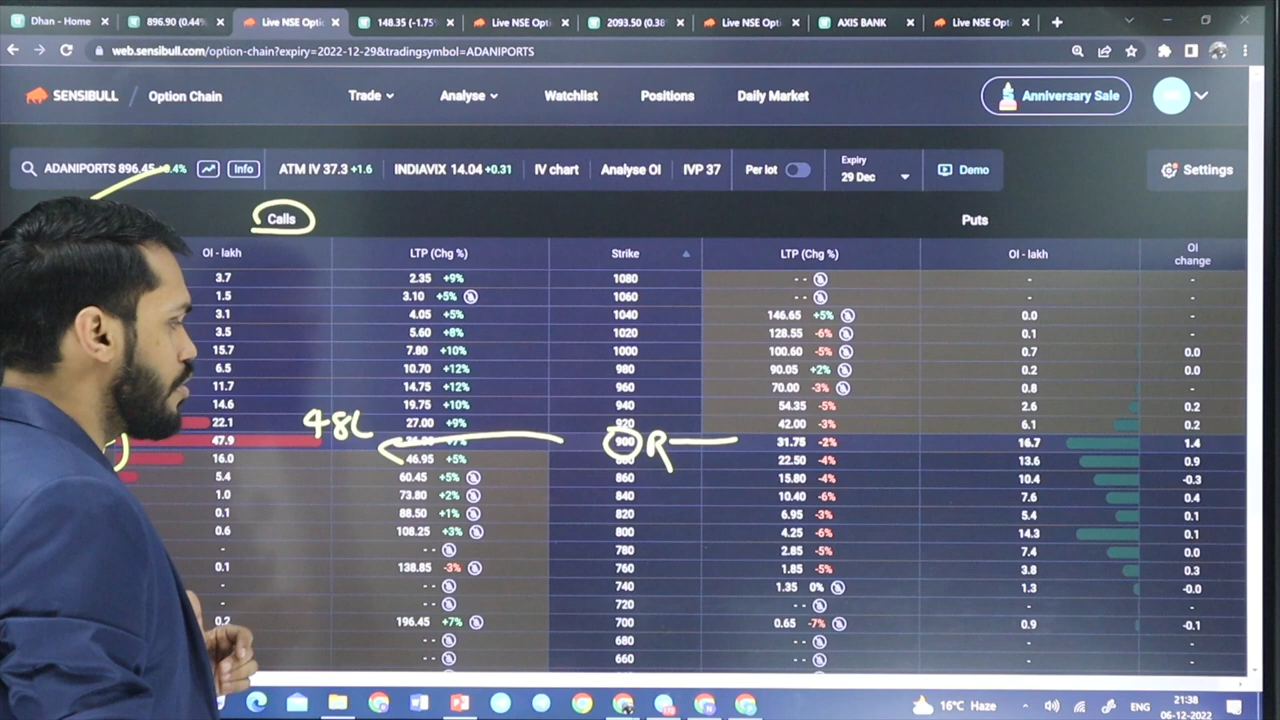 Dhan - Home
896.90 (0.44%
Live NSE Opti
148.35 (-1.75%
Live NSE Opti
2093.50 (0.38%
Live NSE Opti
AXIS BANK
Live NSE Opti
web.sensibull.com/option-chain?expiry=2022-12-29&tradingsymbol=ADANIPORTS
SENSIBULL / Option Chain Trade Analyse Watchlist Positions Daily Market Anniversary Sale
ADANIPORTS 896.45 Info ATM IV 37.3 +1.6 INDIAVIX 14.04 +0.31 IV chart Analyse OI IVP 37 Per lot Expiry 29 Dec Demo Settings
Calls Puts
OI - lakh LTP (Chg %) Strike LTP (Chg %) OI - lakh OI change
3.7 2.35 +9% 1080 - - - -
1.5 3.10 +5% 1060 - - - -
3.1 4.05 +5% 1040 146.65 +5% 0.0 -
3.5 5.60 +8% 1020 128.55 -6% 0.1 -
15.7 7.80 +10% 1000 100.60 -5% 0.7 0.0
6.5 10.70 +12% 980 90.05 +2% 0.2 0.0
11.7 14.75 +12% 960 70.00 -3% 0.8 -
14.6 19.75 +10% 940 54.35 -5% 2.6 0.2
22.1 48L 27.00 +9% 920 42.00 -3% 6.1 0.2
47.9 900 R 31.75 -2% 16.7 1.4
16.0 46.95 +5% 22.50 -4% 13.6 0.9
5.4 60.45 +5% 860 15.80 -4% 10.4 -0.3
1.0 73.80 +2% 840 10.40 -6% 7.6 0.4
0.1 88.50 +1% 820 6.95 -3% 5.4 0.1
0.6 108.25 +3% 800 4.25 -6% 14.3 0.1
- - - 780 2.85 -5% 7.4 0.0
0.1 138.85 -3% 760 1.85 -5% 3.8 0.3
- - - 740 1.35 0% 1.3 -0.0
- - - 720 - - - -
0.2 196.45 +7% 700 0.65 -7% 0.9 -0.1
- - 680 - - - -
- - 660 - - - -
16°C Haze
21:38
06-12-2022